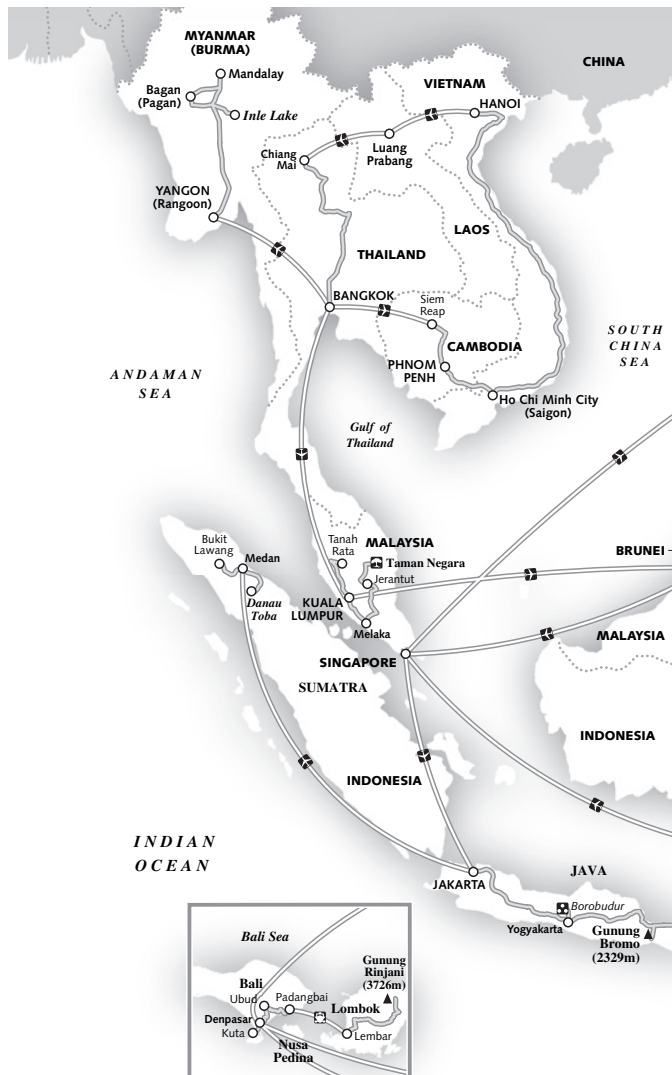 MYANMAR
(BURMA)
CHINA
Mandalay
VIETNAM
Bagan
(Pagan)
HANOI
Inle Lake
Luang
Prabang
Chiang
Mai
YANGON
(Rangoon)
LAOS
THAILAND
BANGKOK
Siem
Reap
SOUTH
CHINA
SEA
CAMBODIA
PHNOM
PENH
ANDAMAN
SEA
Ho Chi Minh City
(Saigon)
Gulf of
Thailand
Bukit
Lawang
Medan
Tanah
Rata
MALAYSIA
Taman Negara
BRUNEI
Jerantut
Danau
Toba
KUALA
LUMPUR
Melaka
MALAYSIA
SINGAPORE
SUMATRA
INDONESIA
INDONESIA
INDIAN
OCEAN
JAVA
JAKARTA
Borobudur
Yogyakarta
Gunung
Bromo
(2329m)
Bali Sea
Gunung
Rinjani
(3726m)
Bali
Ubud
Padangbai
Lombok
Denpasar
Kuta
Lembar
Nusa
Pedina